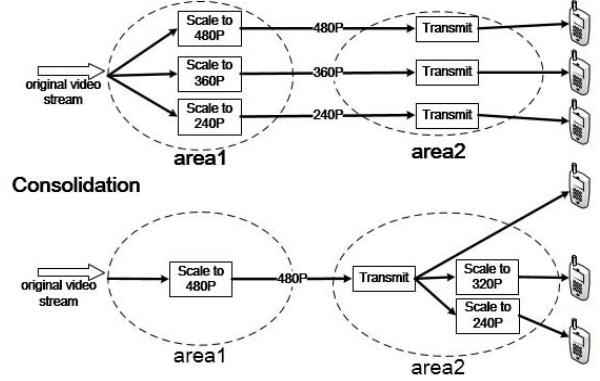 Scale to
480P
480P
Transmit
original video
stream
Scale to
360P
360P
Transmit
Scale to
240P
240P
Transmit
area1
area2
Consolidation
original video
stream
Scale to
480P
480P
Transmit
Scale to
320P
Scale to
240P
area1
area2